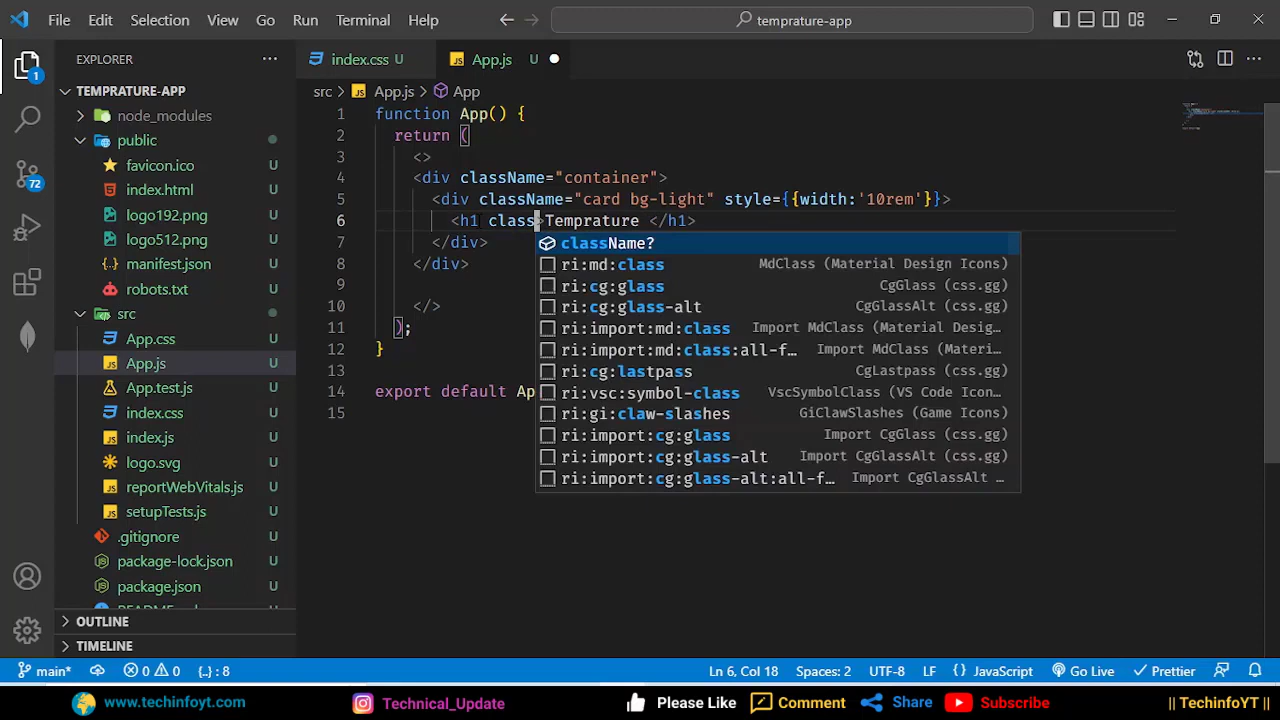 File Edit Selection View Go Run Terminal Help temprature-app
EXPLORER
TEMPRATURE-APP
node_modules
public
favicon.ico U
index.html U
logo192.png U
logo512.png U
manifest.json U
robots.txt U
src
App.css U
App.js U
App.test.js U
index.css U
index.js U
logo.svg U
reportWebVitals.js U
setupTests.js U
.gitignore U
package-lock.json U
package.json U
OUTLINE
TIMELINE
1
72
index.css U App.js U
src > App.js > App
1 function App() {
2 return (
3 <>
4 <div className="container">
5 <div className="card bg-light" style={{width:'10rem'}}>
6 <h1 class>Temprature </h1>
7 </div>
8 </div>
9
10 </>
11 );
12 }
13
14 export default Ap
15
className?
ri:md:class MdClass (Material Design Icons)
ri:cg:glass CgGlass (css.gg)
ri:cg:glass-alt CgGlassAlt (css.gg)
ri:import:md:class Import MdClass (Material Desig…
ri:import:md:class:all-f… Import MdClass (Materi…
ri:cg:lastpass CgLastpass (css.gg)
ri:vsc:symbol-class VscSymbolClass (VS Code Icon…
ri:gi:claw-slashes GiClawSlashes (Game Icons)
ri:import:cg:glass Import CgGlass (css.gg)
ri:import:cg:glass-alt Import CgGlassAlt (css.gg)
ri:import:cg:glass-alt:all-f… Import CgGlassAlt …
main* 0 0 {..} : 8 Ln 6, Col 18 Spaces: 2 UTF-8 LF {} JavaScript Go Live Prettier
www.techinfoyt.com Technical_Update Please Like Comment Share Subscribe || TechinfoYT ||